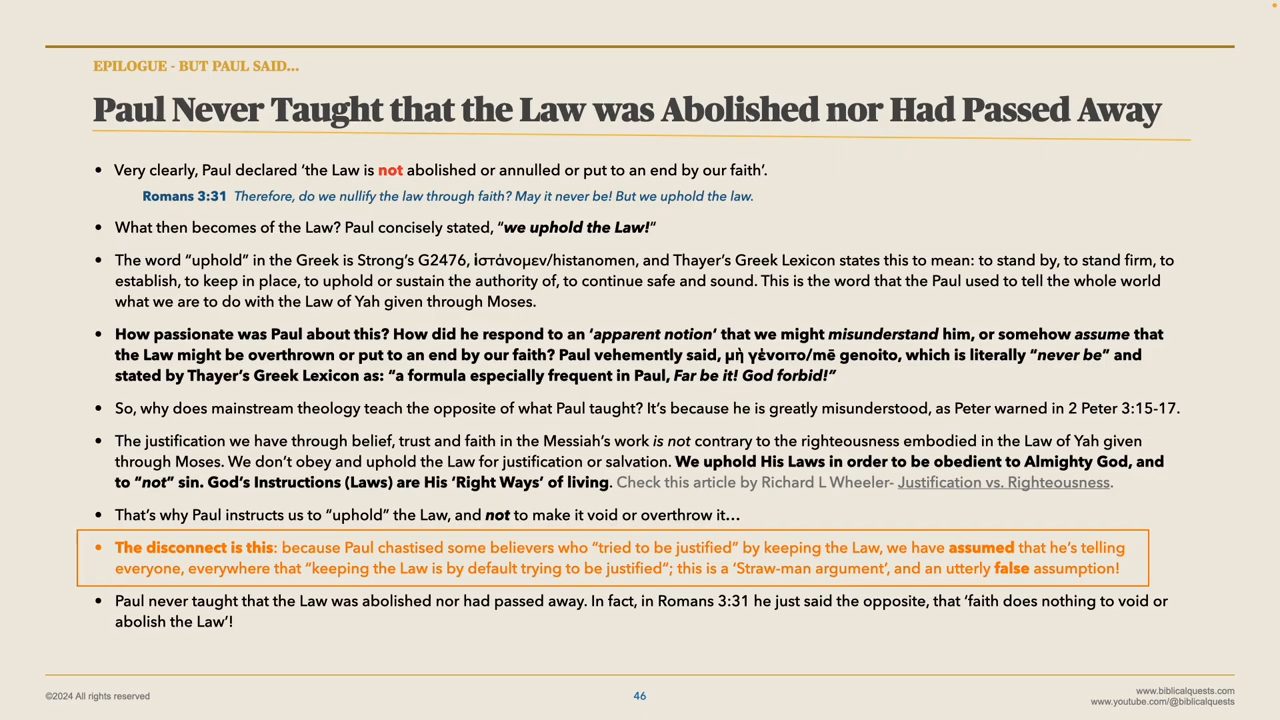 EPILOGUE - BUT PAUL SAID...
Paul Never Taught that the Law was Abolished nor Had Passed Away
• Very clearly, Paul declared ‘the Law is not abolished or annulled or put to an end by our faith’.
Romans 3:31 Therefore, do we nullify the law through faith? May it never be! But we uphold the law.
• What then becomes of the Law? Paul concisely stated, “we uphold the Law!“
• The word “uphold” in the Greek is Strong’s G2476, ἱστάνομεν/histanomen, and Thayer’s Greek Lexicon states this to mean: to stand by, to stand firm, to
establish, to keep in place, to uphold or sustain the authority of, to continue safe and sound. This is the word that the Paul used to tell the whole world
what we are to do with the Law of Yah given through Moses.
• How passionate was Paul about this? How did he respond to an ‘apparent notion‘ that we might misunderstand him, or somehow assume that
the Law might be overthrown or put to an end by our faith? Paul vehemently said, μὴ γένοιτο/mē genoito, which is literally “never be” and
stated by Thayer’s Greek Lexicon as: “a formula especially frequent in Paul, Far be it! God forbid!”
• So, why does mainstream theology teach the opposite of what Paul taught? It’s because he is greatly misunderstood, as Peter warned in 2 Peter 3:15-17.
• The justification we have through belief, trust and faith in the Messiah’s work is not contrary to the righteousness embodied in the Law of Yah given
through Moses. We don’t obey and uphold the Law for justification or salvation. We uphold His Laws in order to be obedient to Almighty God, and
to “not” sin. God’s Instructions (Laws) are His ‘Right Ways’ of living. Check this article by Richard L Wheeler- Justification vs. Righteousness.
• That’s why Paul instructs us to “uphold” the Law, and not to make it void or overthrow it…
• The disconnect is this: because Paul chastised some believers who “tried to be justified” by keeping the Law, we have assumed that he’s telling
everyone, everywhere that “keeping the Law is by default trying to be justified“; this is a ‘Straw-man argument’, and an utterly false assumption!
• Paul never taught that the Law was abolished nor had passed away. In fact, in Romans 3:31 he just said the opposite, that ‘faith does nothing to void or
abolish the Law’!
©2024 All rights reserved
46
www.biblicalquests.com
www.youtube.com/@biblicalquests